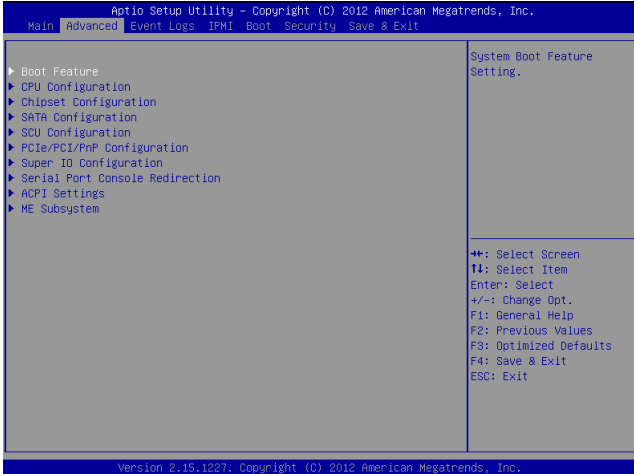 Aptio Setup Utility – Copyright (C) 2012 American Megatrends, Inc.
Main Advanced Event Logs IPMI Boot Security Save & Exit
▶ Boot Feature
▶ CPU Configuration
▶ Chipset Configuration
▶ SATA Configuration
▶ SCU Configuration
▶ PCIe/PCI/PnP Configuration
▶ Super IO Configuration
▶ Serial Port Console Redirection
▶ ACPI Settings
▶ ME Subsystem
System Boot Feature
Setting.
→←: Select Screen
↑↓: Select Item
Enter: Select
+/-: Change Opt.
F1: General Help
F2: Previous Values
F3: Optimized Defaults
F4: Save & Exit
ESC: Exit
Version 2.15.1227. Copyright (C) 2012 American Megatrends, Inc.